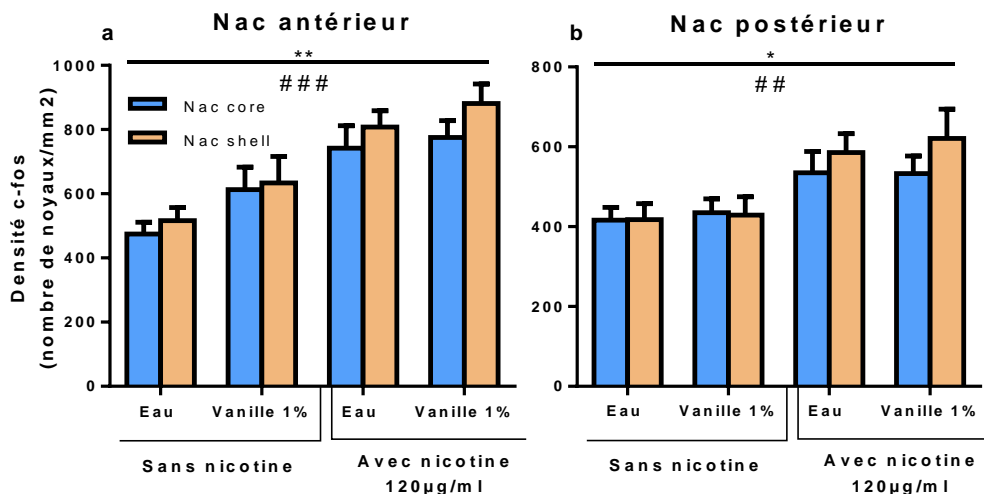 Nac antérieur
Nac postérieur
a
b
Densité c-fos
(nombre de noyaux/mm2)
**
###
1000
800
600
400
200
0
Nac core
Nac shell
Eau
Vanille 1%
Eau
Vanille 1%
Sans nicotine
Avec nicotine
120µg/ml
*
##
800
600
400
200
0
Eau
Vanille 1%
Eau
Vanille 1%
Sans nicotine
Avec nicotine
120µg/ml